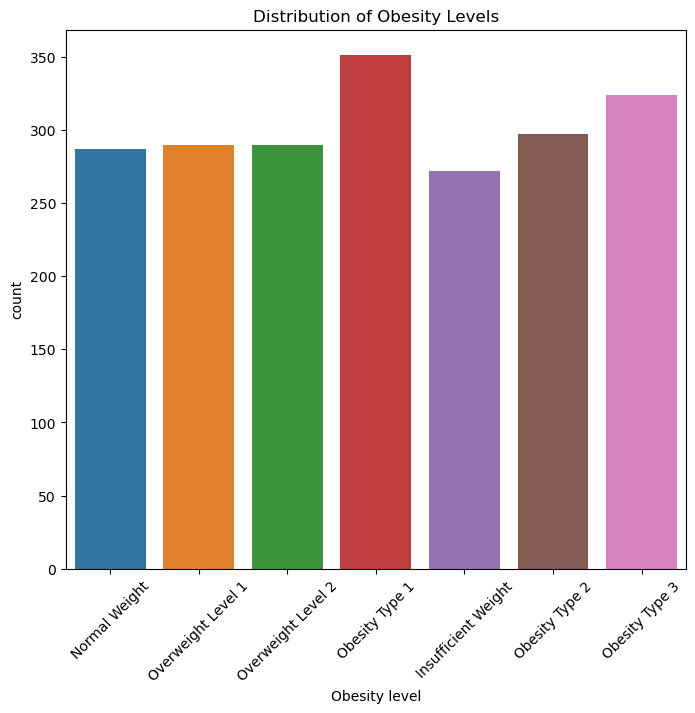 Distribution of Obesity Levels
350
300
250
200
150
100
50
0
count
Normal Weight
Overweight Level 1
Overweight Level 2
Obesity Type 1
Insufficient Weight
Obesity Type 2
Obesity Type 3
Obesity level